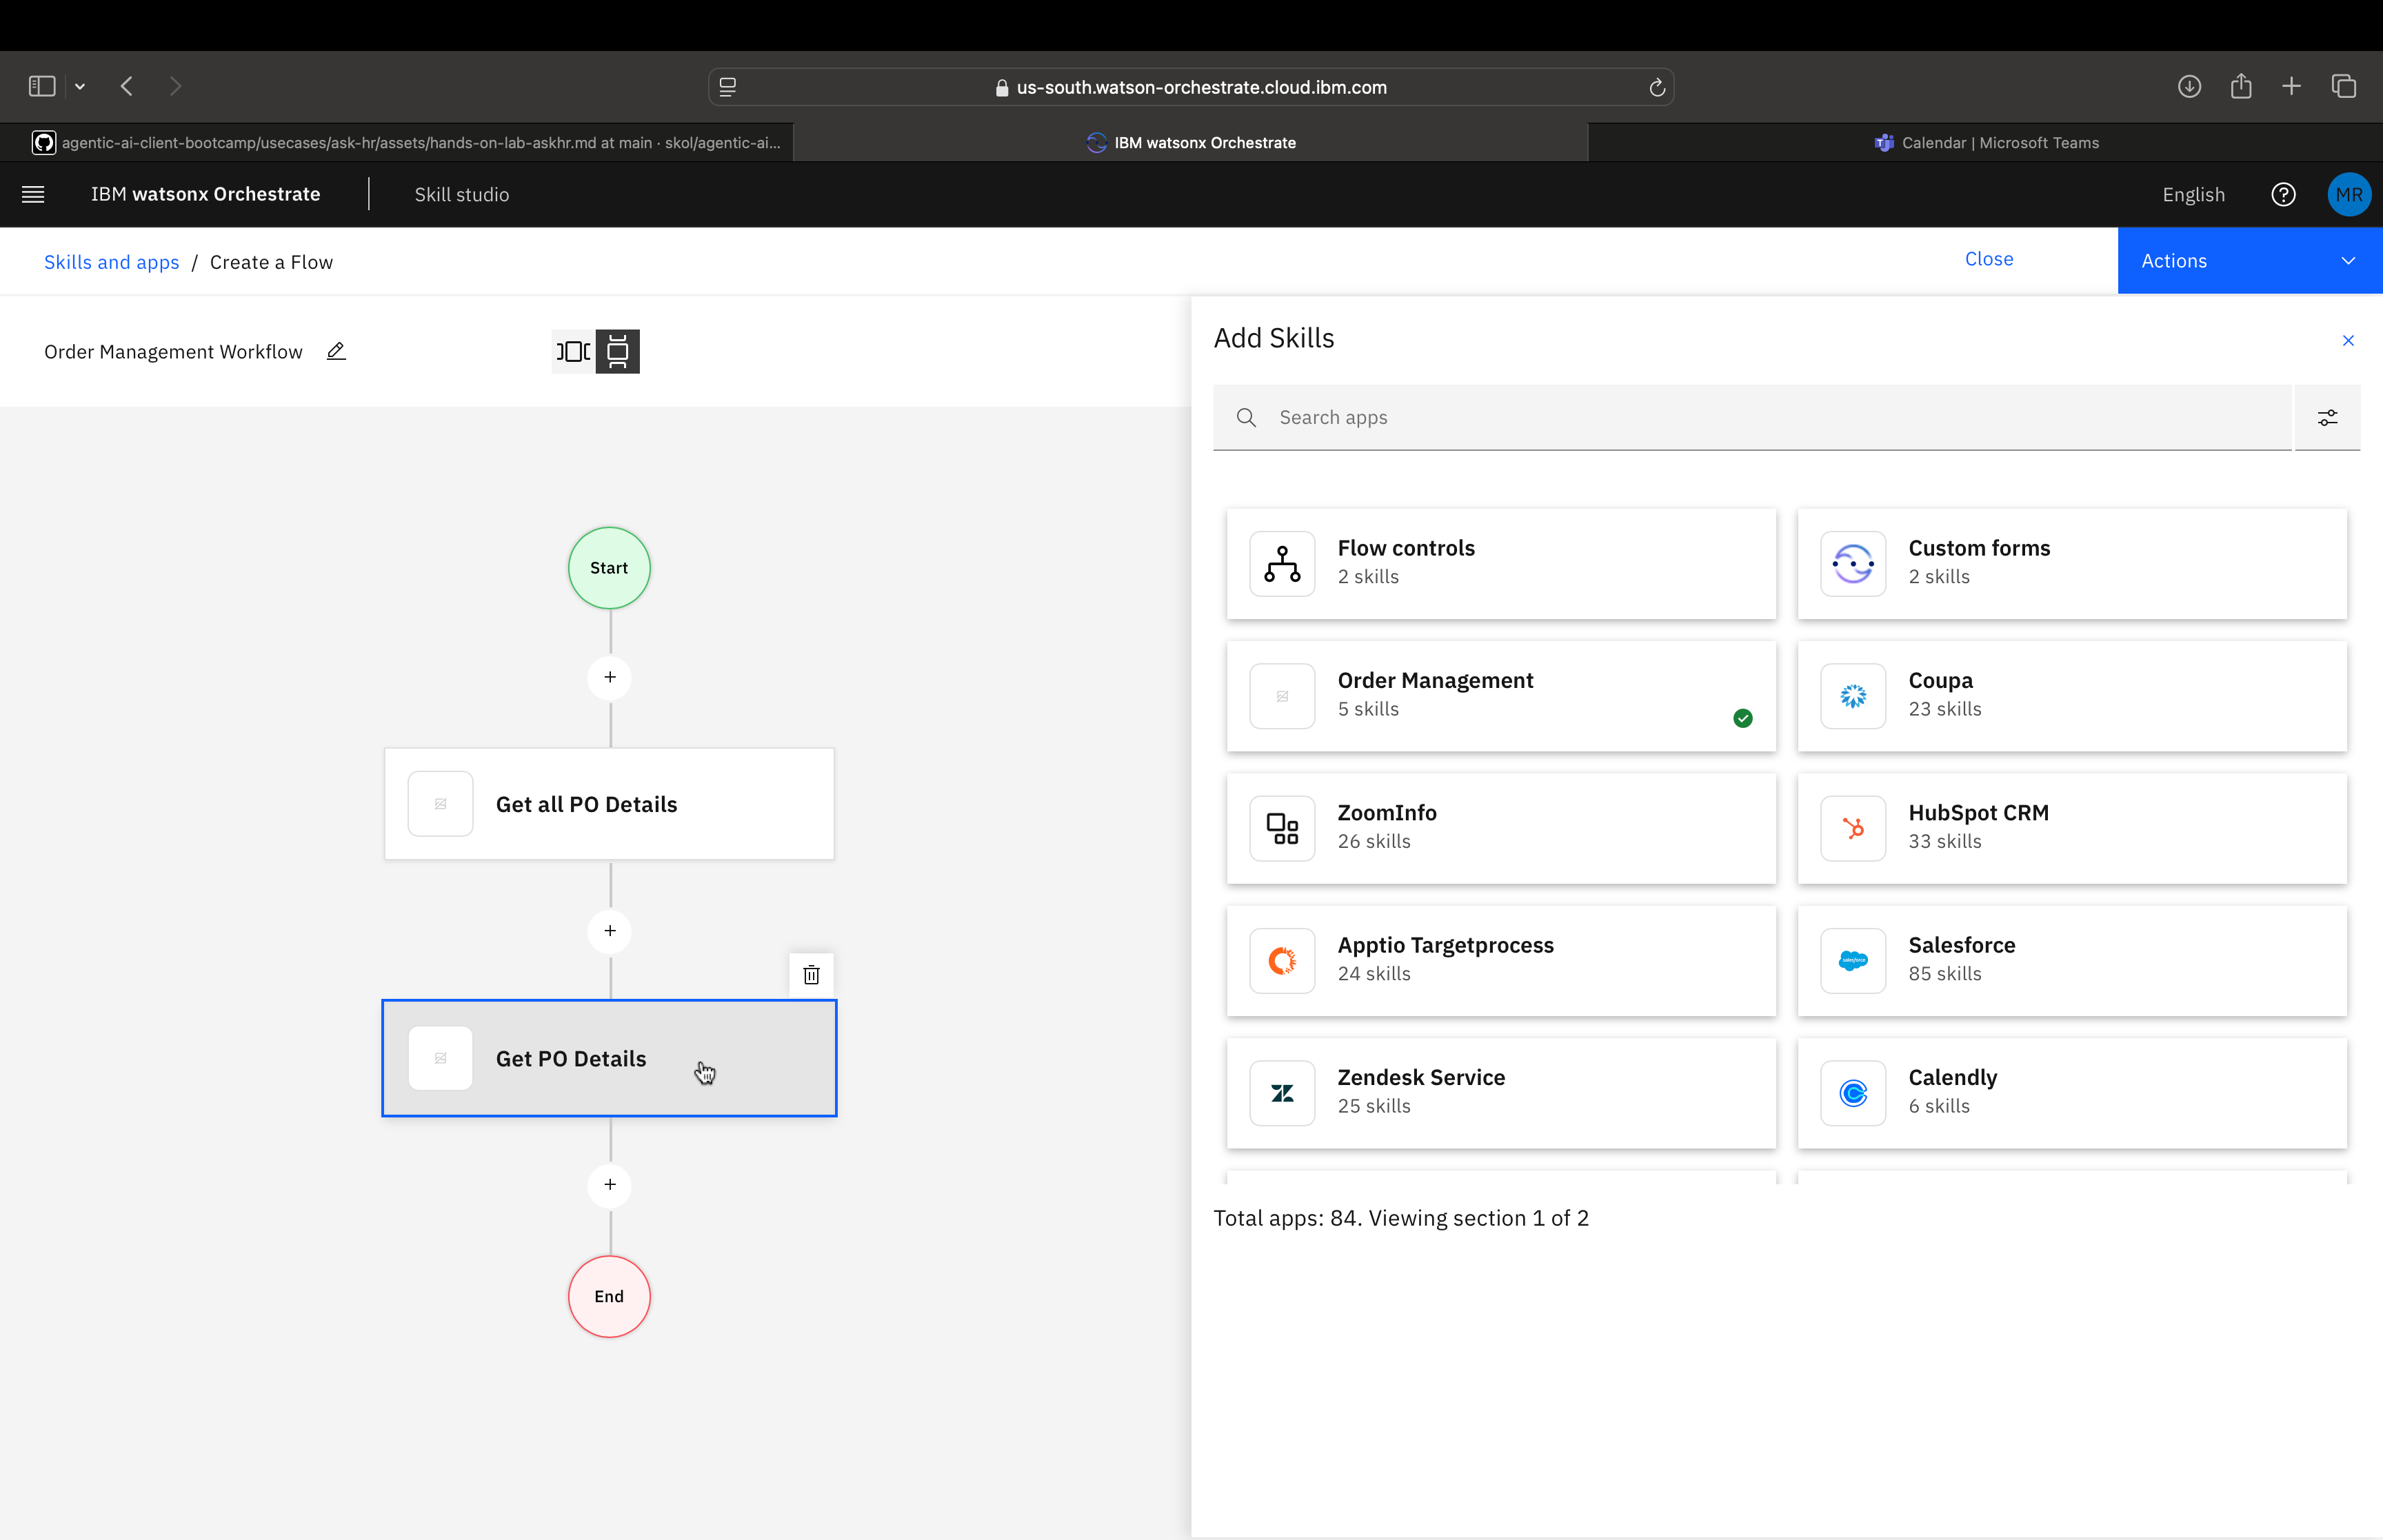 us-south.watson-orchestrate.cloud.ibm.com
agentic-ai-client-bootcamp/usecases/ask-hr/assets/hands-on-lab-askhr.md at main · skol/agentic-ai...
IBM watsonx Orchestrate
Calendar | Microsoft Teams
IBM watsonx Orchestrate
Skill studio
English
MR
Skills and apps / Create a Flow
Close
Actions
Order Management Workflow
Start
Get all PO Details
Get PO Details
End
Add Skills
Search apps
Flow controls
2 skills
Custom forms
2 skills
Order Management
5 skills
Coupa
23 skills
ZoomInfo
26 skills
HubSpot CRM
33 skills
Apptio Targetprocess
24 skills
salesforce
Salesforce
85 skills
Zendesk Service
25 skills
Calendly
6 skills
Total apps: 84. Viewing section 1 of 2